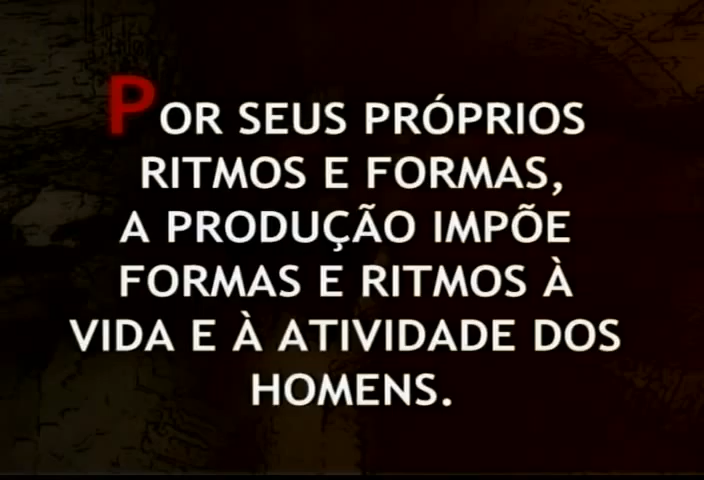 POR SEUS PRÓPRIOS
RITMOS E FORMAS,
A PRODUÇÃO IMPÕE
FORMAS E RITMOS À
VIDA E À ATIVIDADE DOS
HOMENS.